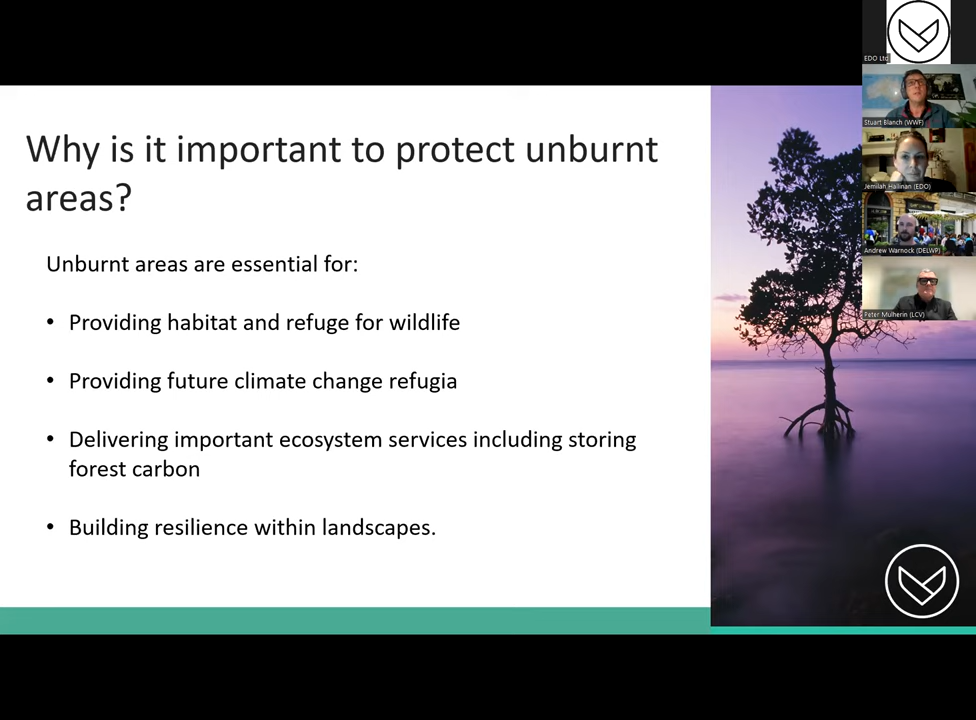 Why is it important to protect unburnt
areas?
Unburnt areas are essential for:
• Providing habitat and refuge for wildlife
• Providing future climate change refugia
• Delivering important ecosystem services including storing
forest carbon
• Building resilience within landscapes.
EDO Ltd
Stuart Blanch (WWF)
Jemilah Hallinan (EDO)
Andrew Warnock (DELWP)
Peter Mulherin (LCV)